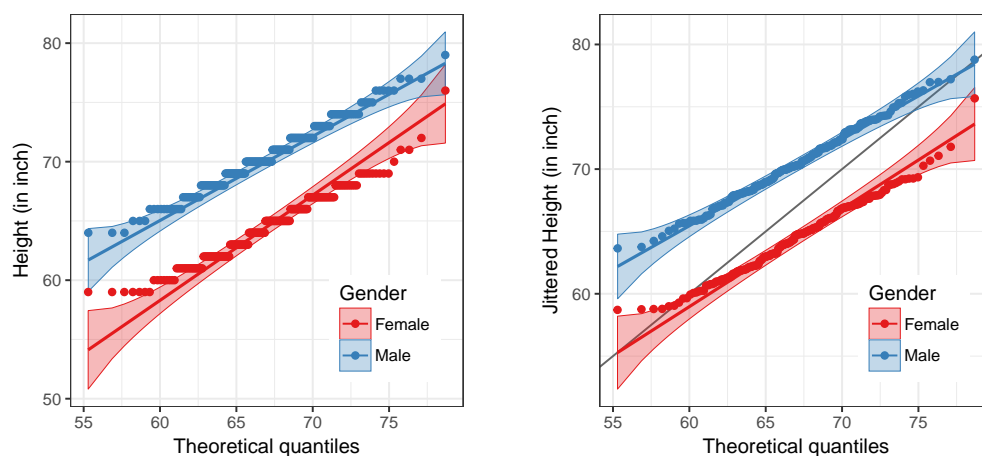 80
70
60
50
Height (in inch)
55 60 65 70 75
Theoretical quantiles
Gender
Female
Male
80
70
60
Jittered Height (in inch)
55 60 65 70 75
Theoretical quantiles
Gender
Female
Male